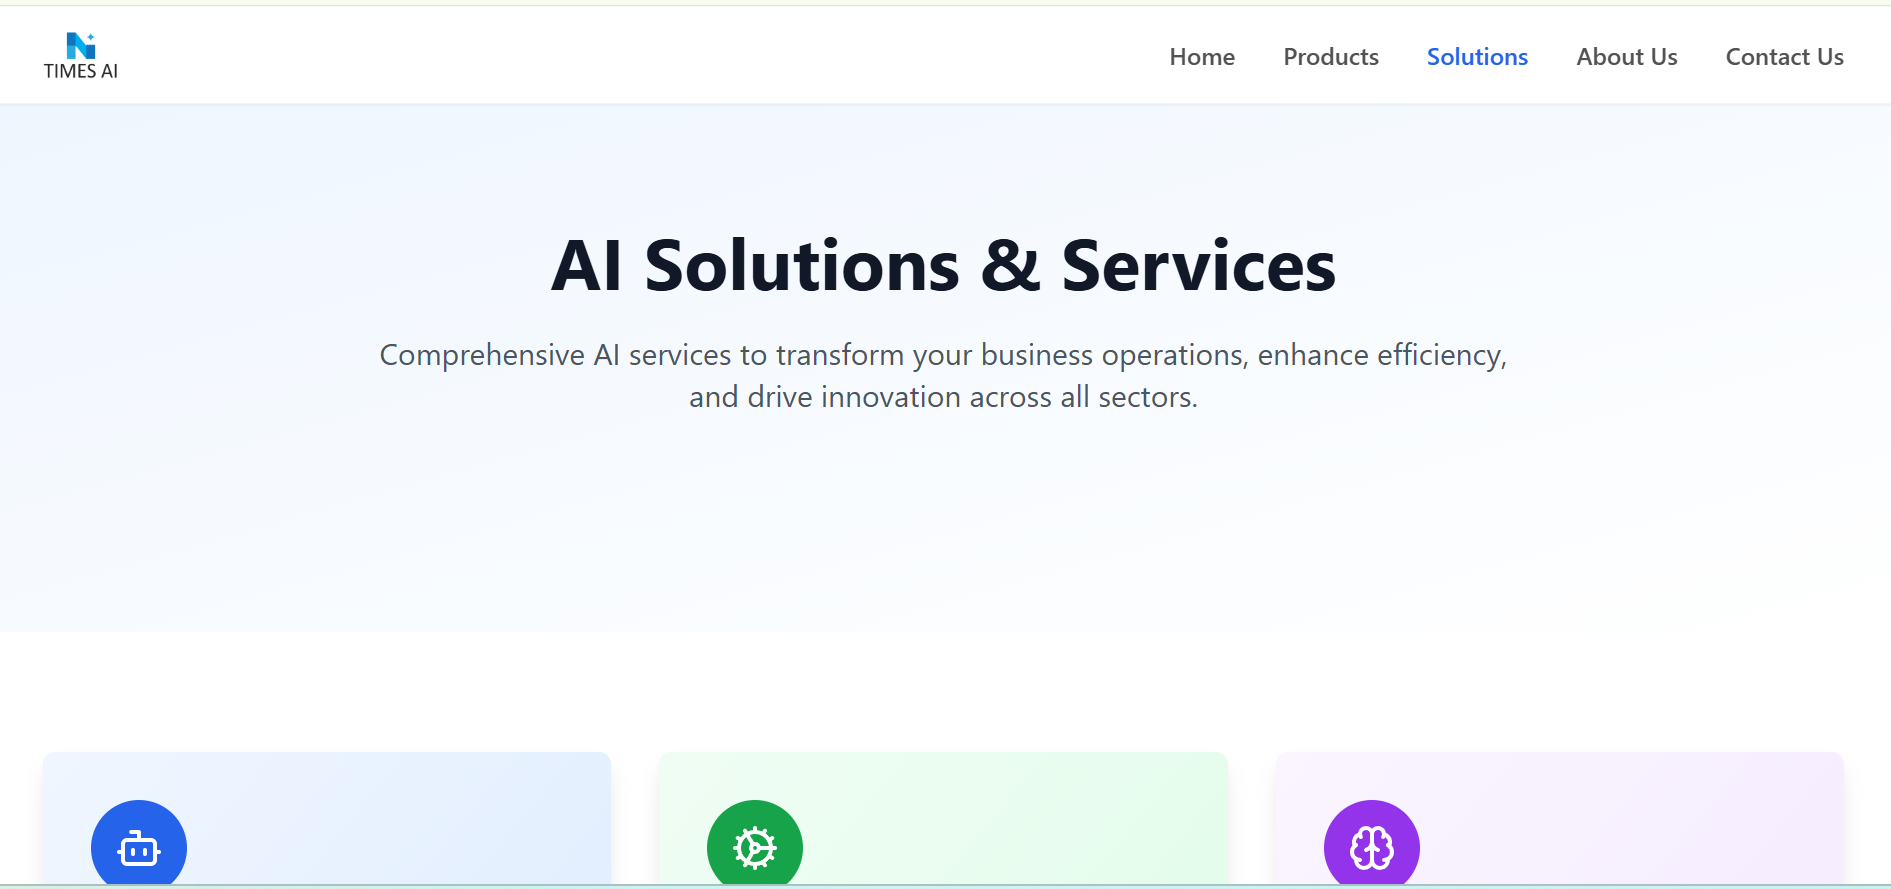 TIMES AI
Home Products Solutions About Us Contact Us
AI Solutions & Services
Comprehensive AI services to transform your business operations, enhance efficiency,
and drive innovation across all sectors.